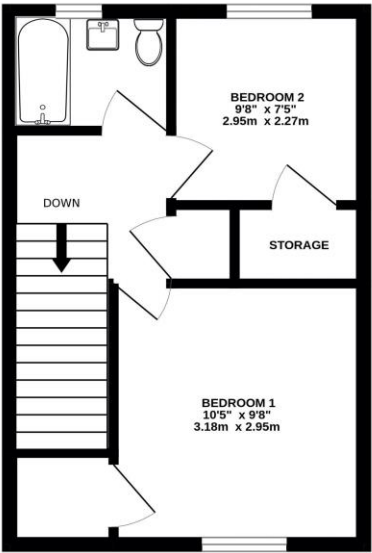 BEDROOM 2
9'8" x 7'5"
2.95m x 2.27m
DOWN
STORAGE
BEDROOM 1
10'5" x 9'8"
3.18m x 2.95m